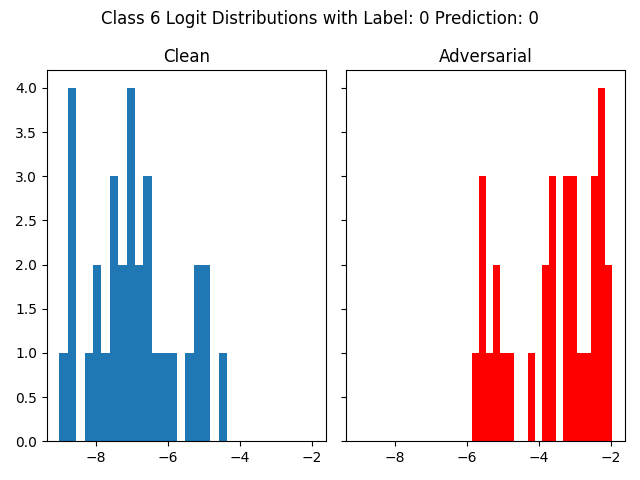 Class 6 Logit Distributions with Label: 0 Prediction: 0
Clean
Adversarial
4.0
3.5
3.0
2.5
2.0
1.5
1.0
0.5
0.0
−8 −6 −4 −2
−8 −6 −4 −2